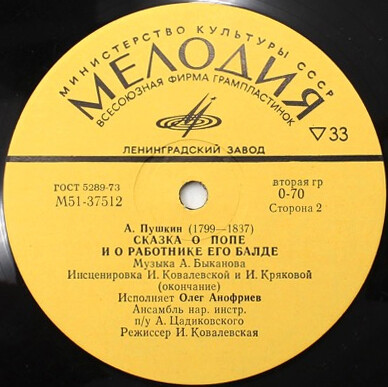 МИНИСТЕРСТВО КУЛЬТУРЫ СССР
МЕЛОДИЯ
ВСЕСОЮЗНАЯ ФИРМА ГРАМПЛАСТИНОК
▽33
ЛЕНИНГРАДСКИЙ ЗАВОД
ГОСТ 5289-73
М51-37512
вторая гр
0-70
Сторона 2
А. Пушкин (1799—1837)
СКАЗКА О ПОПЕ
И О РАБОТНИКЕ ЕГО БАЛДЕ
Музыка А. Быканова
Инсценировка И. Ковалевской и И. Кряковой
(окончание)
Исполняет Олег Анофриев
Ансамбль нар. инстр.
п/у А. Цадиковского
Режиссер И. Ковалевская